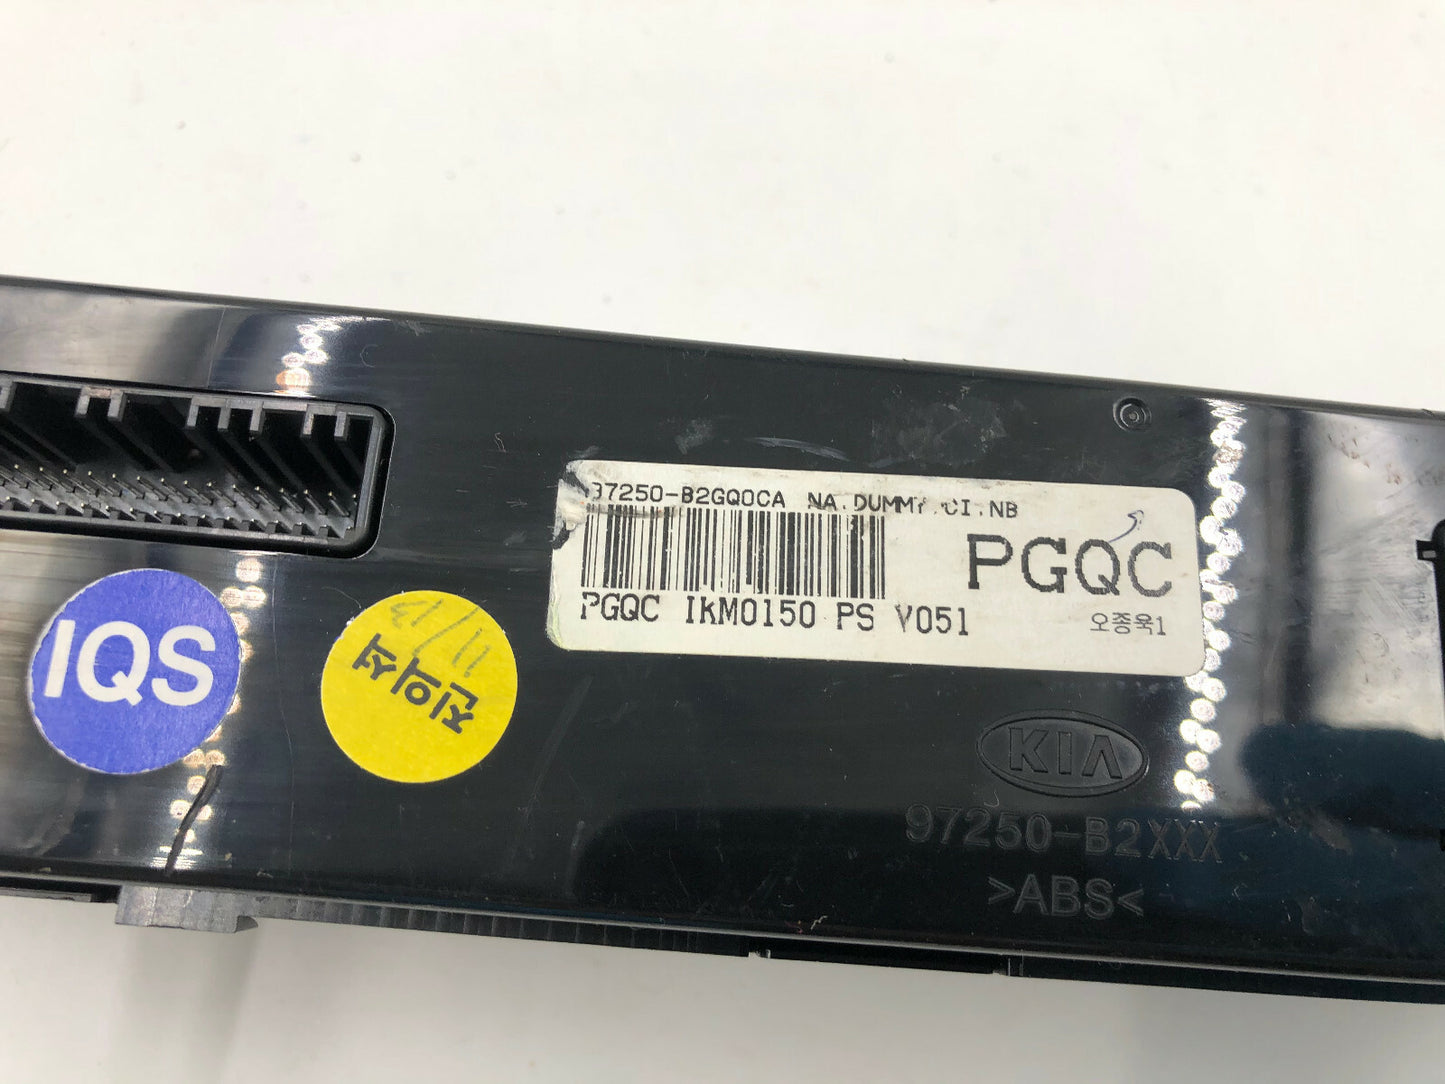 97250-B2GQ0CA NA.DUMMY.CI.NB
PGQC
PGQC IKM0150 PS V051
오종욱1
IQS
KIA
97250-B2XXX
>ABS<